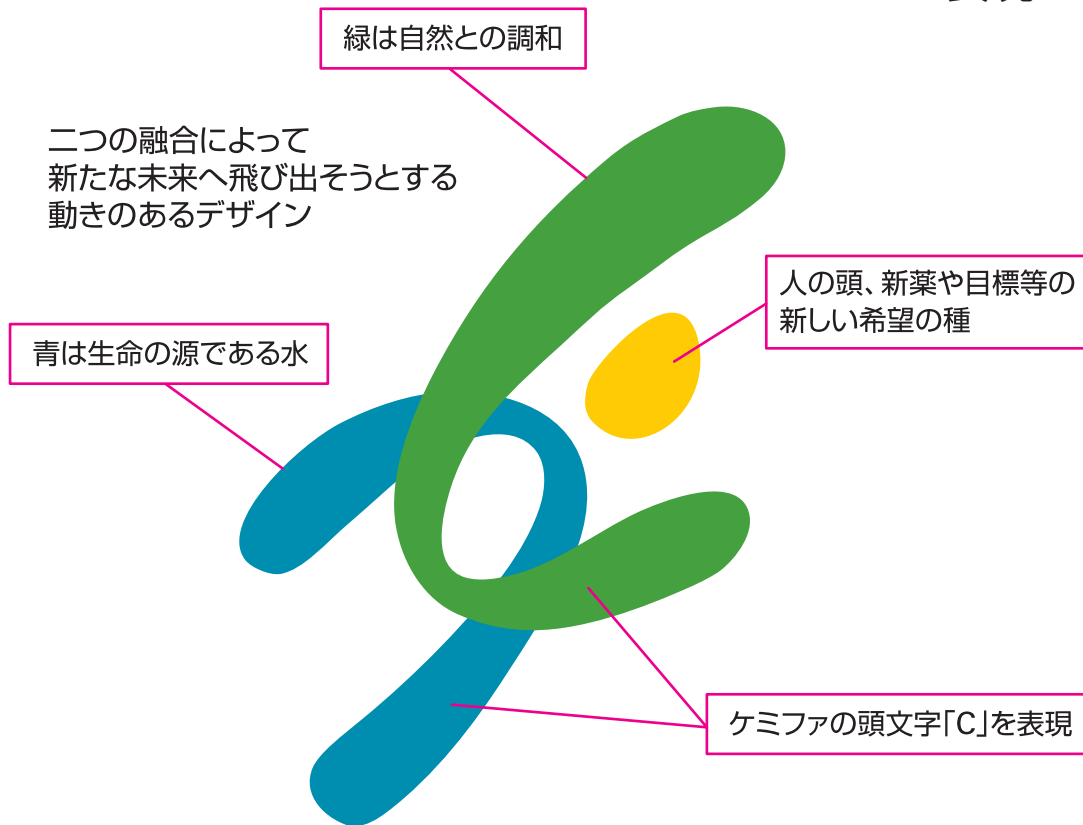 緑は自然との調和
二つの融合によって
新たな未来へ飛び出そうとする
動きのあるデザイン
人の頭、新薬や目標等の
新しい希望の種
青は生命の源である水
ケミファの頭文字「C」を表現